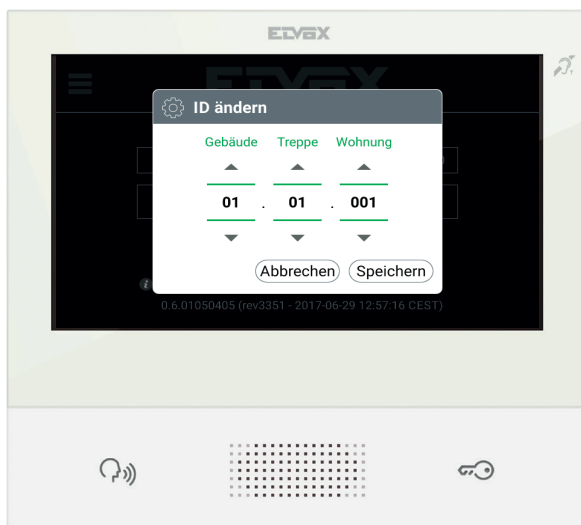 ELVOX
ELVOX
ID ändern
Gebäude Treppe Wohnung
01 . 01 . 001
Abbrechen Speichern
i
0.6.01050405 (rev3351 - 2017-06-29 12:57:16 CEST)